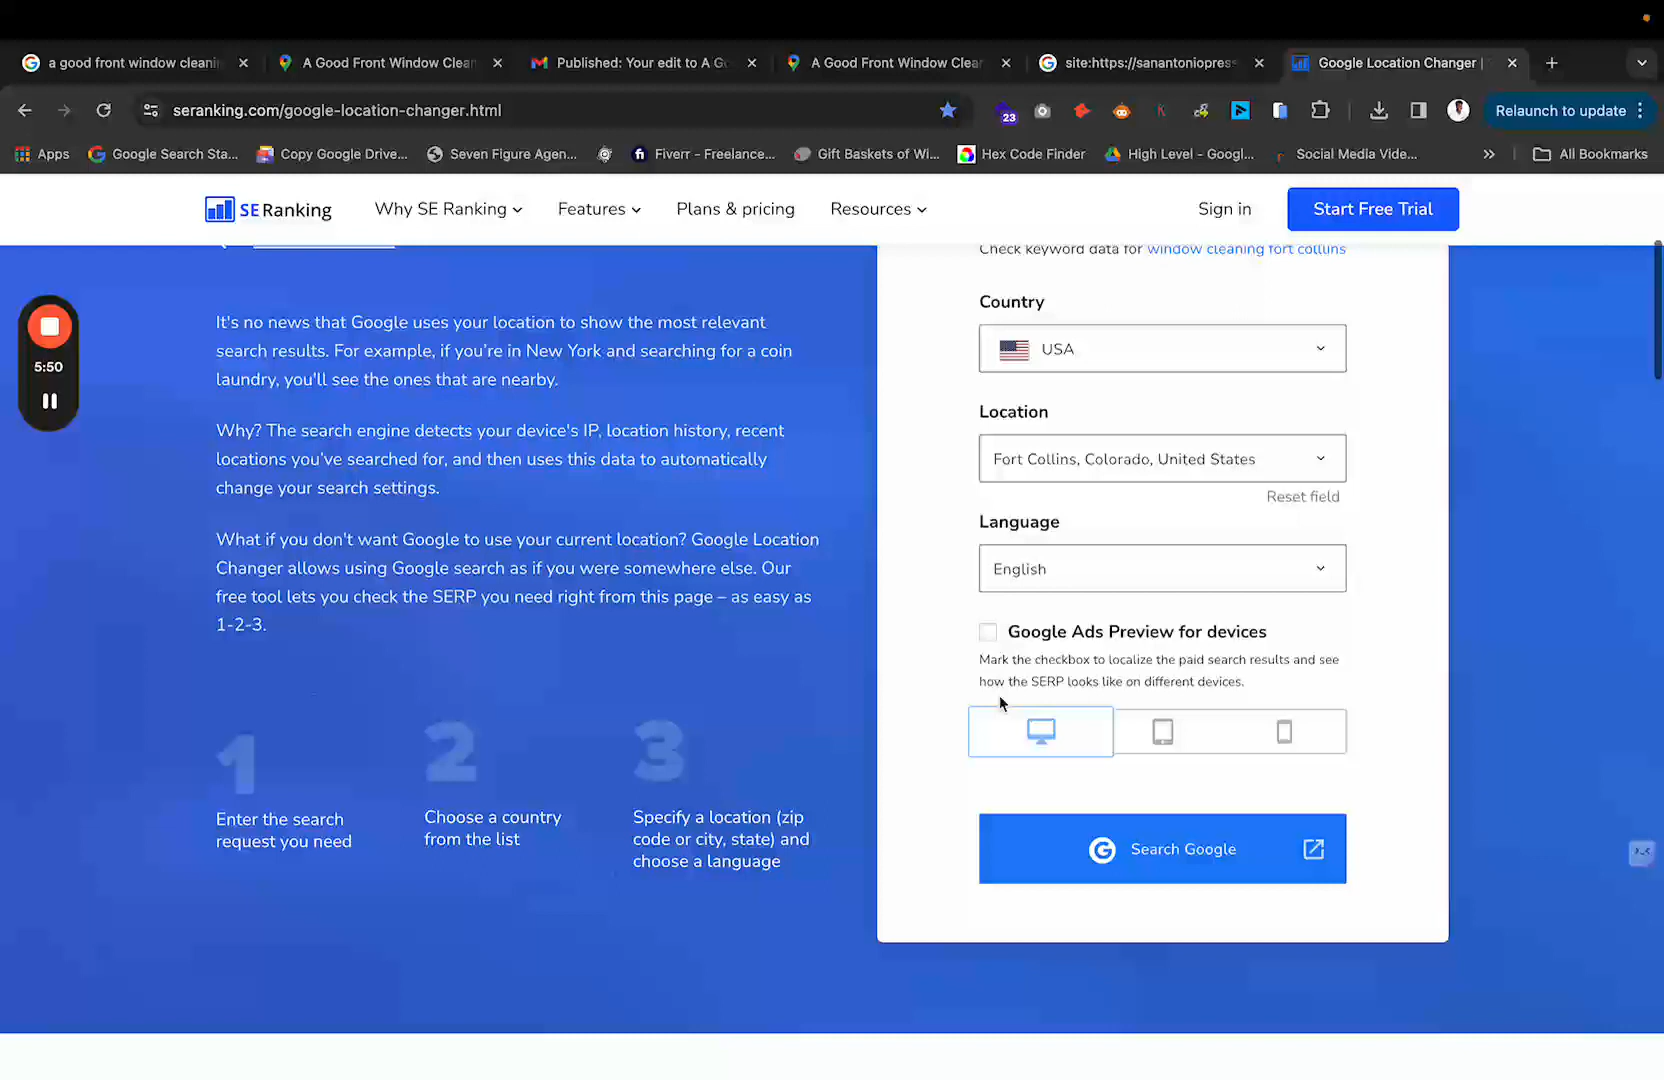 a good front window cleani
A Good Front Window Clean
Published: Your edit to A Go
A Good Front Window Clear
site:https://sanantoniopres
Google Location Changer |
seranking.com/google-location-changer.html
23
Relaunch to update
Apps
Google Search Sta...
Copy Google Drive...
Seven Figure Agen...
Fiverr - Freelance...
Gift Baskets of Wi...
Hex Code Finder
High Level - Googl...
Social Media Vide...
All Bookmarks
SE Ranking
Why SE Ranking
Features
Plans & pricing
Resources
Sign in
Start Free Trial
5:50
It's no news that Google uses your location to show the most relevant
search results. For example, if you're in New York and searching for a coin
laundry, you'll see the ones that are nearby.
Why? The search engine detects your device's IP, location history, recent
locations you've searched for, and then uses this data to automatically
change your search settings.
What if you don't want Google to use your current location? Google Location
Changer allows using Google search as if you were somewhere else. Our
free tool lets you check the SERP you need right from this page – as easy as
1-2-3.
1
Enter the search
request you need
2
Choose a country
from the list
3
Specify a location (zip
code or city, state) and
choose a language
Check keyword data for window cleaning fort collins
Country
USA
Location
Fort Collins, Colorado, United States
Reset field
Language
English
Google Ads Preview for devices
Mark the checkbox to localize the paid search results and see
how the SERP looks like on different devices.
Search Google